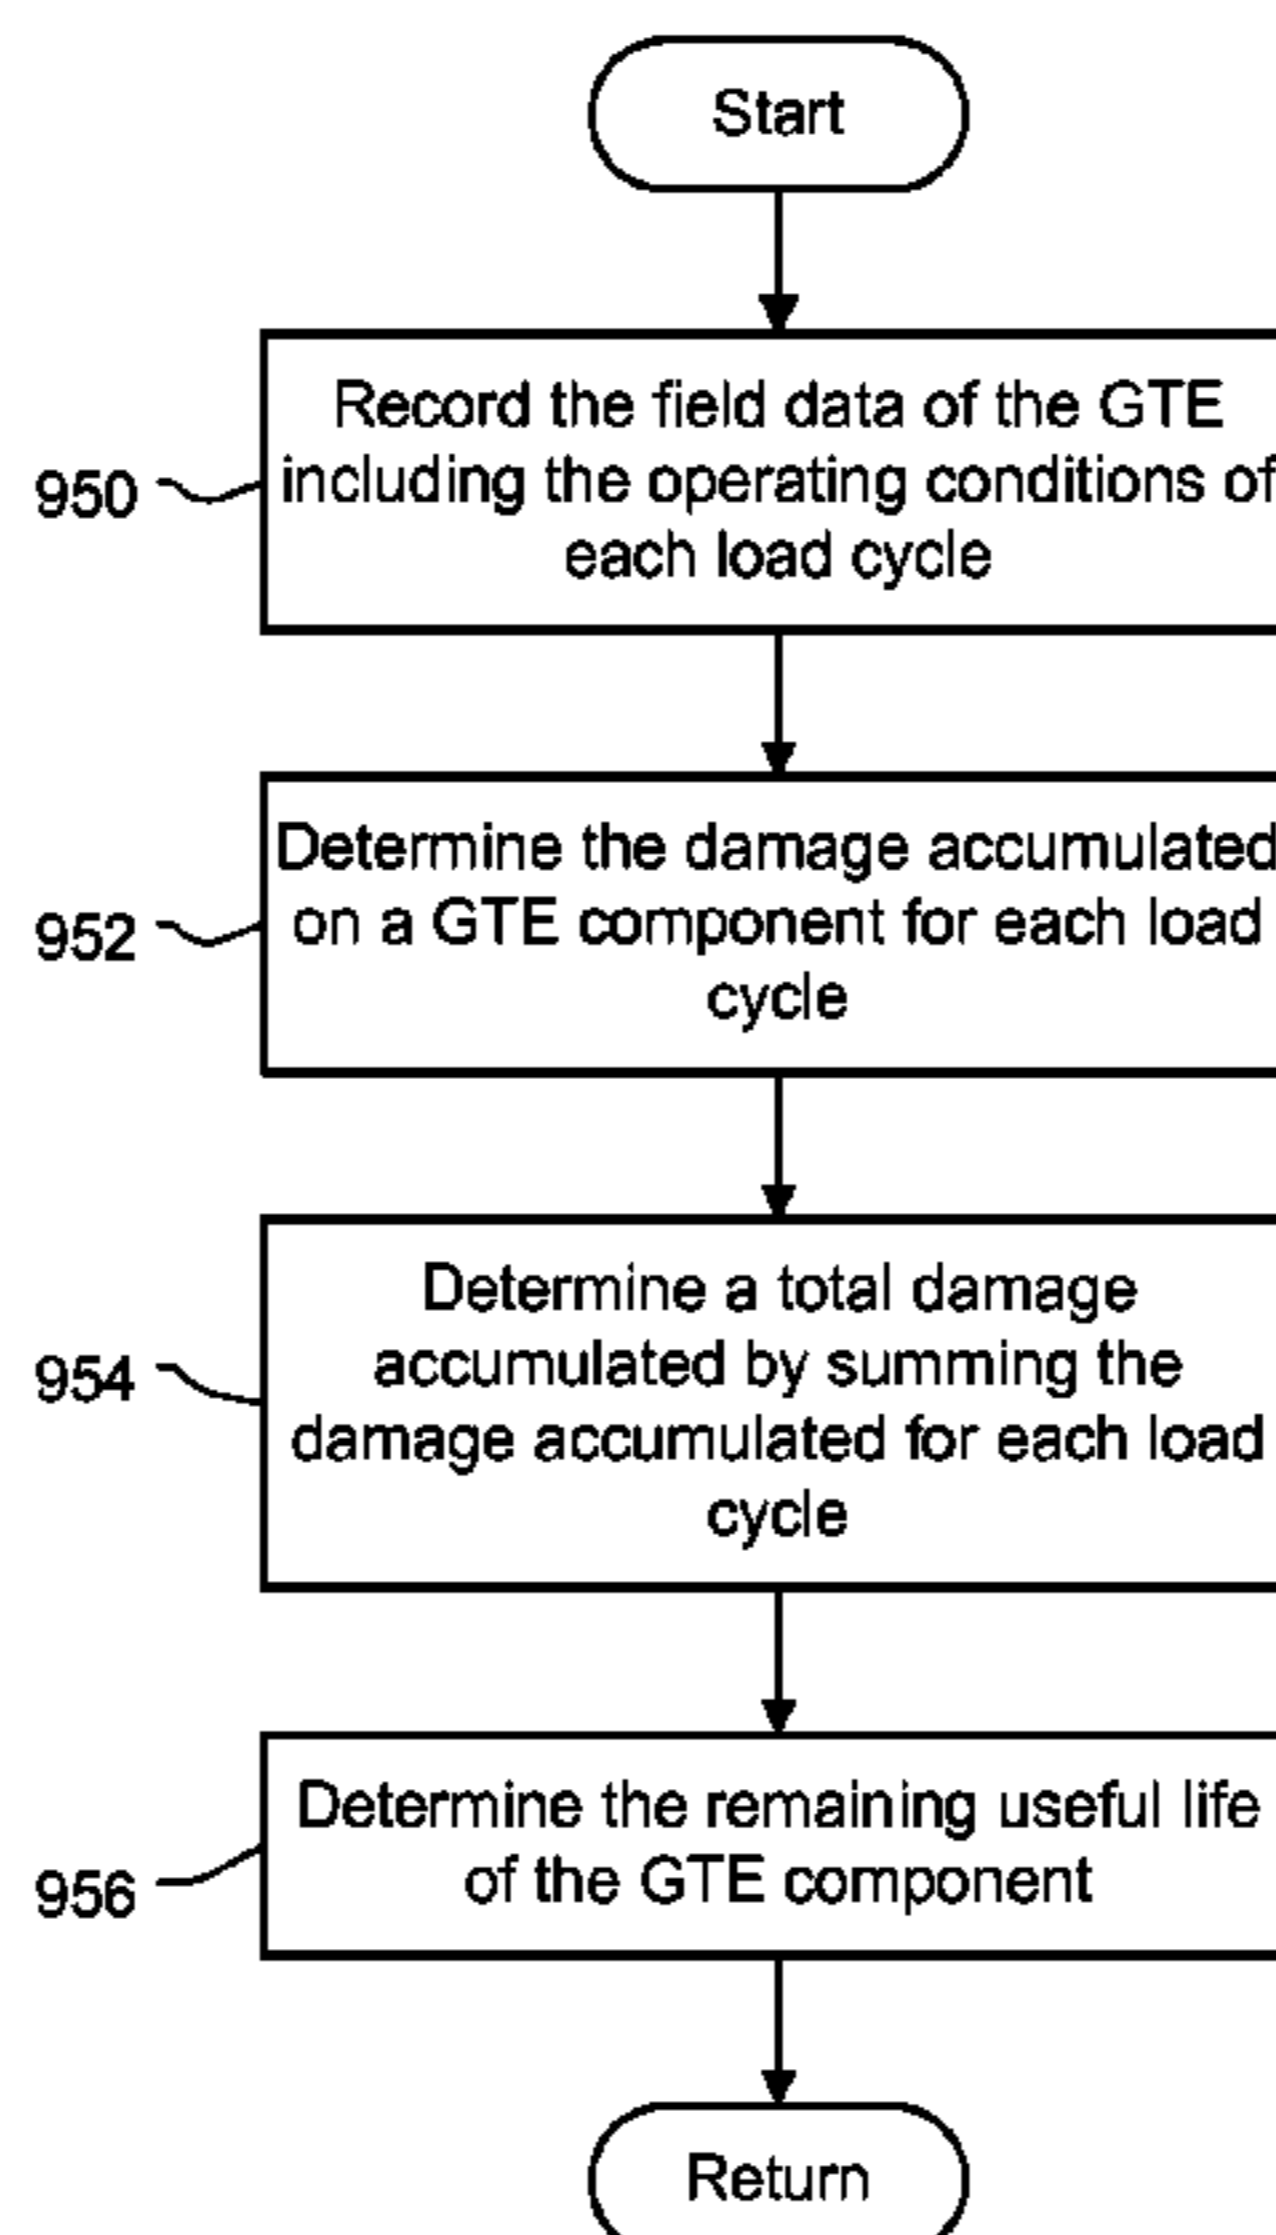 Start
950
Record the field data of the GTE
including the operating conditions of
each load cycle
952
Determine the damage accumulated
on a GTE component for each load
cycle
954
Determine a total damage
accumulated by summing the
damage accumulated for each load
cycle
956
Determine the remaining useful life
of the GTE component
Return